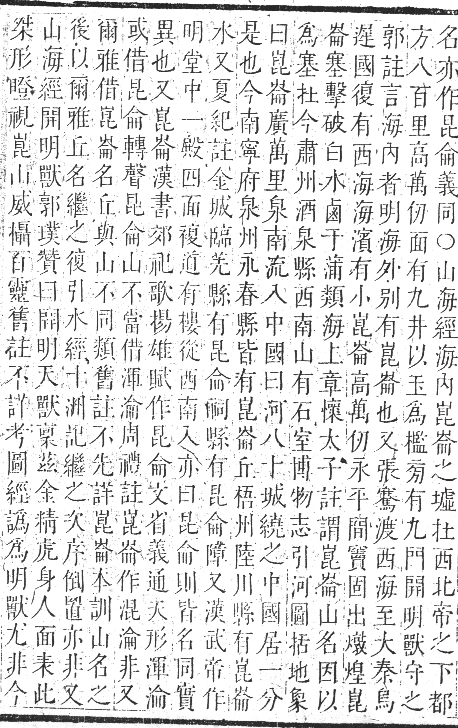 名亦作昆侖義同○山海經海內昆侖之墟在西北帝之下都
方八百里高萬仞面有九井以玉爲檻旁有九門開明獸守之
郭註言海內者明海外別有崑崙也又張騫渡西海至大秦烏
遲國復有西海海濱有小崑崙高萬仞永平閒竇固出燉煌崑
崙塞擊破白水鹵于蒲類海上章懷太子註謂崑崙山名因以
爲塞在今肅州酒泉縣西南山有石室博物志引河圖括地象
曰崑崙廣萬里泉南流入中國曰河八十城繞之中國居一分
是也今南寧府泉州永春縣皆有崑崙丘梧州陸川縣有崑崙
水又夏紀註金城臨羌縣有昆侖祠縣有昆侖障又漢武帝作
明堂中一殿四面複道有樓從西南入亦曰昆侖則皆名同實
異也又崑崙漢書郊祀歌揚雄賦作昆侖文省義通天形渾淪
或借昆侖轉聲昆侖山不當借渾淪周禮註崑崙作混淪非又
爾雅借崑崙名丘與山不同類舊註不先詳崑崙本訓山名之
後以爾雅丘名繼之復引水經十洲記繼之次序倒置亦非又
山海經開明獸郭璞贊曰開明天獸稟茲金精虎身人面表此
桀形瞪視崑山威懾百靈舊註不詳考圖經譌爲明獸尤非今